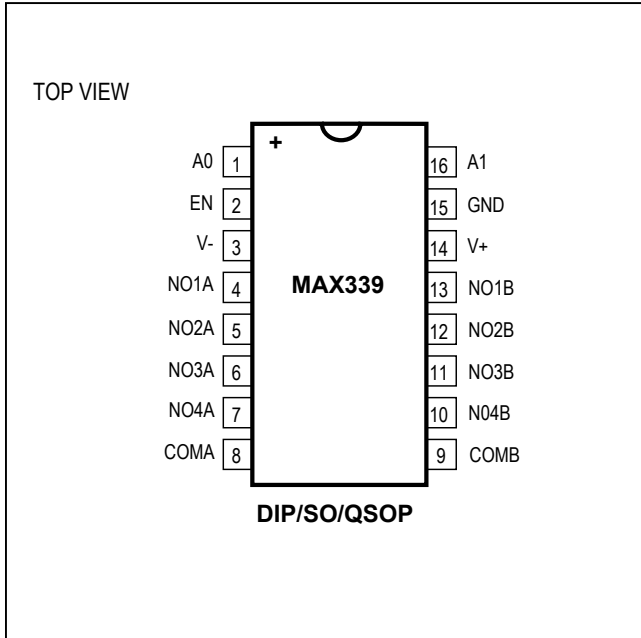 TOP VIEW
+
A0 1 16 A1
EN 2 15 GND
V- 3 14 V+
NO1A 4 MAX339 13 NO1B
NO2A 5 12 NO2B
NO3A 6 11 NO3B
NO4A 7 10 N04B
COMA 8 9 COMB
DIP/SO/QSOP